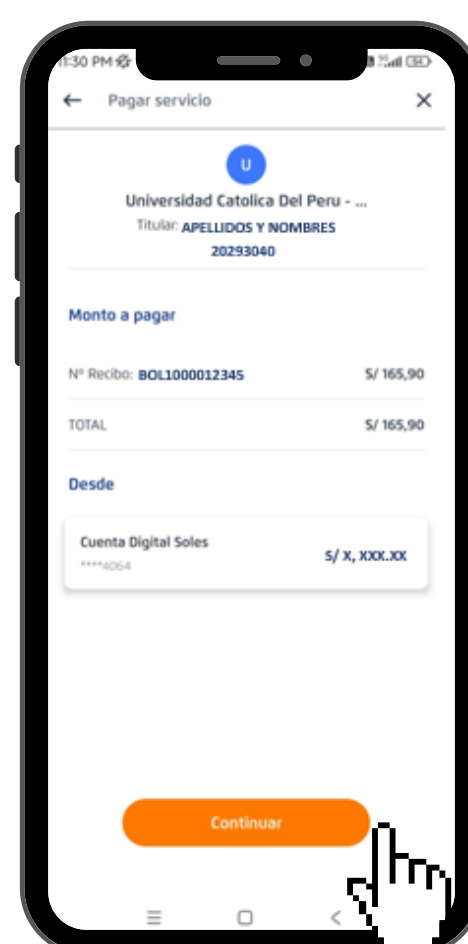 11:30 PM
← Pagar servicio ×
U
Universidad Catolica Del Peru - ...
Titular: APELLIDOS Y NOMBRES
20293040
Monto a pagar
Nº Recibo: BOL1000012345 S/ 165,90
TOTAL S/ 165,90
Desde
Cuenta Digital Soles
****4064 S/ X, XXX.XX
Continuar